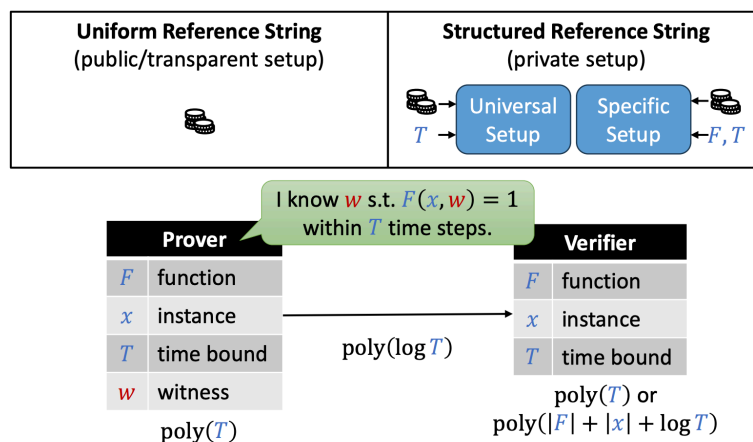 Uniform Reference String
(public/transparent setup)
Structured Reference String
(private setup)
Universal
Setup
T
Specific
Setup
F, T
I know w s.t. F(x, w) = 1
within T time steps.
Prover
F function
x instance
T time bound
w witness
poly(T)
poly(log T)
Verifier
F function
x instance
T time bound
poly(T) or
poly(|F| + |x| + log T)